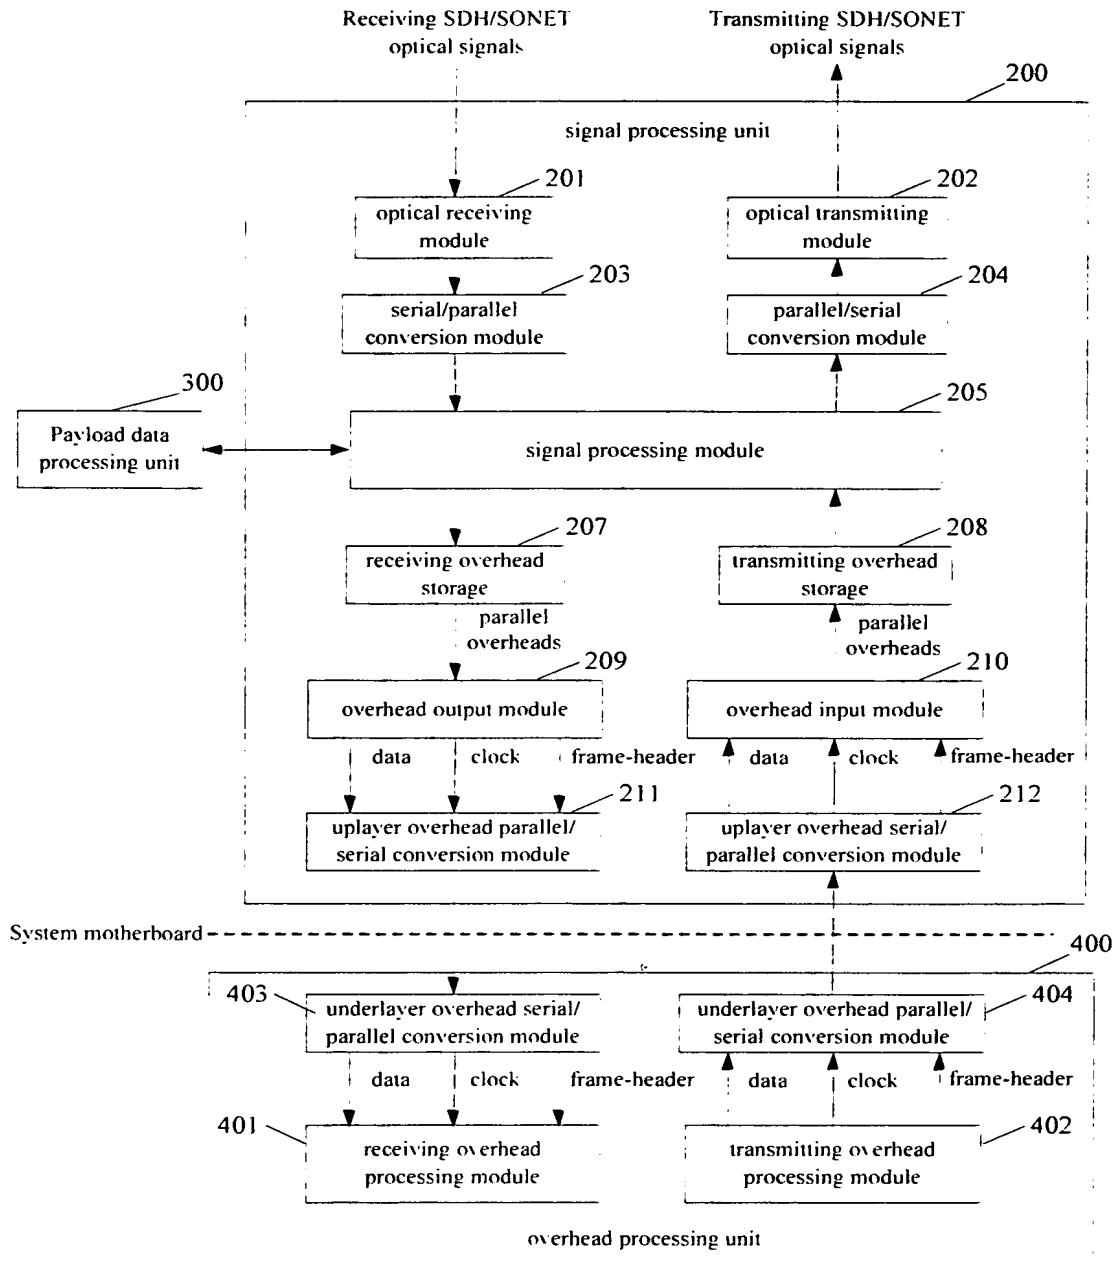 Receiving SDH/SONET
optical signals
Transmitting SDH/SONET
optical signals
200
signal processing unit
201
optical receiving
module
202
optical transmitting
module
203
serial/parallel
conversion module
204
parallel/serial
conversion module
300
Payload data
processing unit
205
signal processing module
207
receiving overhead
storage
208
transmitting overhead
storage
parallel
overheads
parallel
overheads
209
overhead output module
210
overhead input module
data
clock
frame-header
data
clock
frame-header
211
uplayer overhead parallel/
serial conversion module
212
uplayer overhead serial/
parallel conversion module
System motherboard
400
403
underlayer overhead serial/
parallel conversion module
404
underlayer overhead parallel/
serial conversion module
data
clock
frame-header
data
clock
frame-header
401
receiving overhead
processing module
402
transmitting overhead
processing module
overhead processing unit